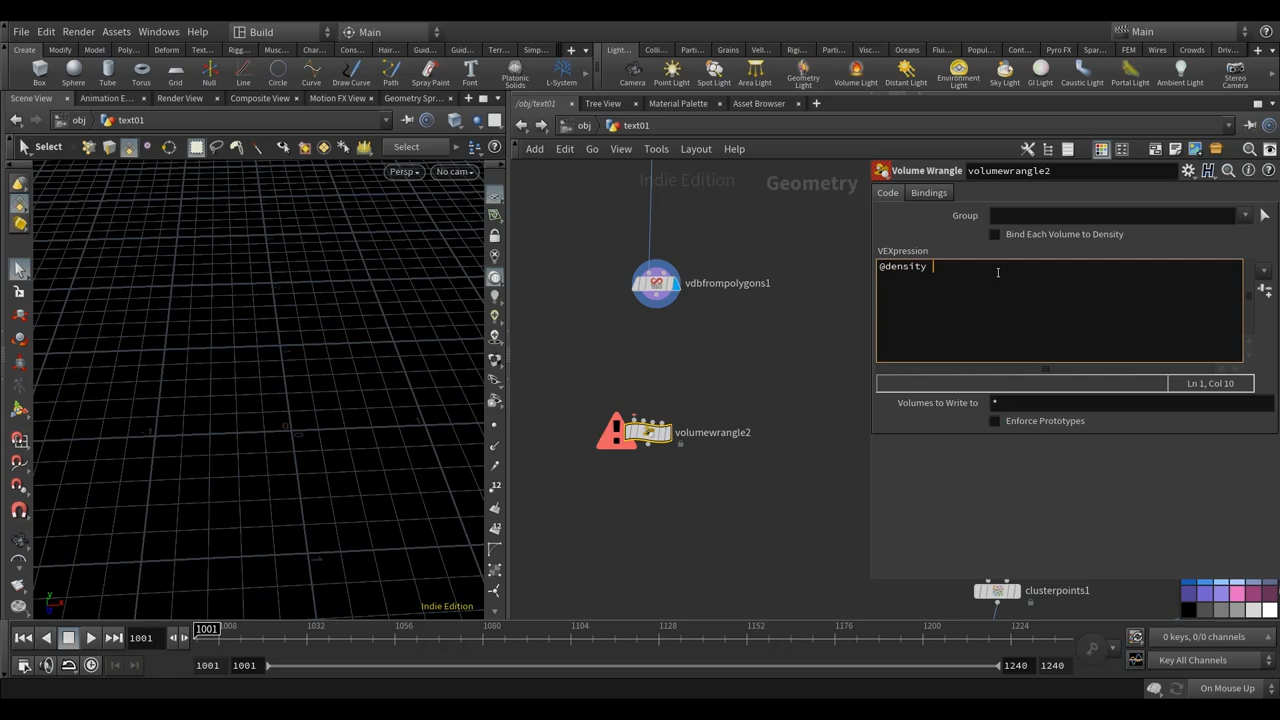 File Edit Render Assets Windows Help Build Main Main
Create Modify Model Poly... Deform Text... Rigg... Musc... Char... Cons... Hair... Guid... Guid... Terr... Simp... Light... Colli... Parti... Grains Vell... Rigi... Parti... Visc... Oceans Flui... Popul... Cont... Pyro FX Spar... FEM Wires Crowds Driv...
Box Sphere Tube Torus Grid Null Line Circle Curve Draw Curve Path Spray Paint Font Platonic Solids L-System Camera Point Light Spot Light Area Light Geometry Light Volume Light Distant Light Environment Light Sky Light GI Light Caustic Light Portal Light Ambient Light Stereo Camera
Scene View Animation E... Render View Composite View Motion FX View Geometry Spr... /obj/text01 Tree View Material Palette Asset Browser
obj text01 obj text01
Select Select Add Edit Go View Tools Layout Help
Persp No cam
Indie Edition Geometry
Volume Wrangle volumewrangle2
Code Bindings
Group
Bind Each Volume to Density
VEXpression
@density
vdbfrompolygons1
Ln 1, Col 10
Volumes to Write to *
Enforce Prototypes
volumewrangle2
clusterpoints1
Indie Edition
1001 1001 1008 1032 1056 1080 1104 1128 1152 1176 1200 1224 0 keys, 0/0 channels
1001 1001 1240 1240 Key All Channels
On Mouse Up